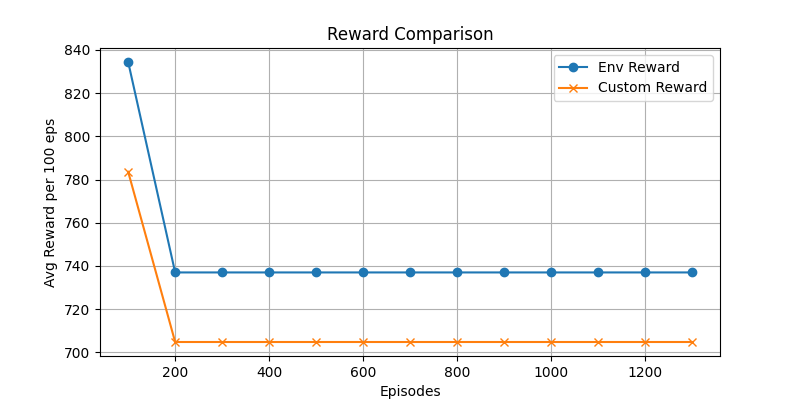 Reward Comparison
Env Reward
Custom Reward
Avg Reward per 100 eps
840
820
800
780
760
740
720
700
200
400
600
800
1000
1200
Episodes